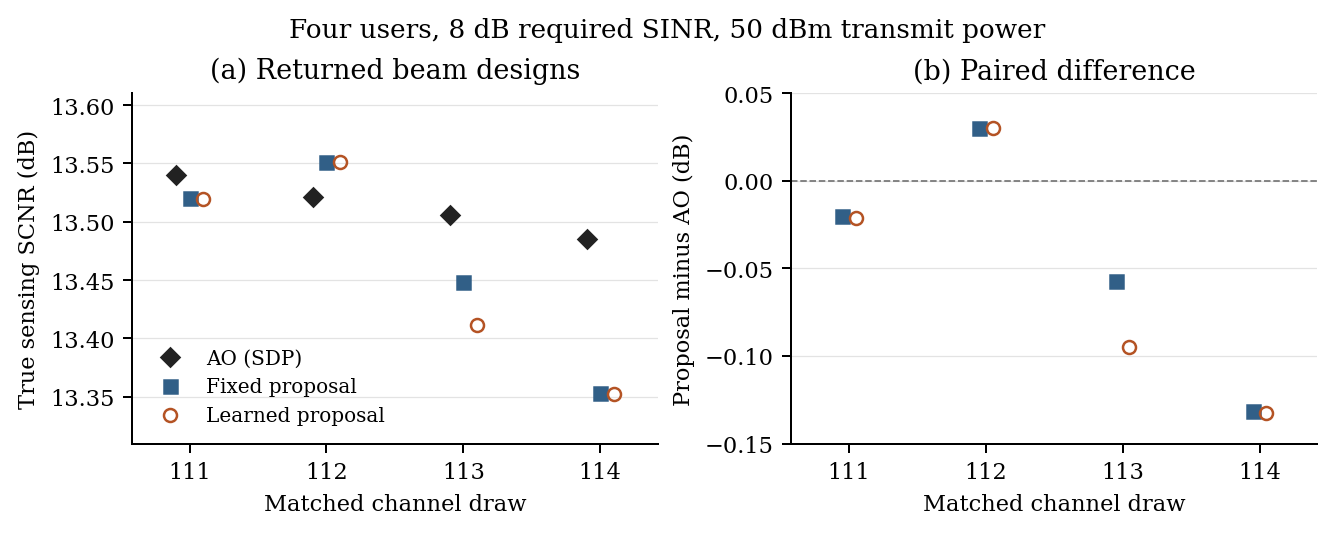 Four users, 8 dB required SINR, 50 dBm transmit power
(a) Returned beam designs
True sensing SCNR (dB)
13.60
13.55
13.50
13.45
13.40
13.35
AO (SDP)
Fixed proposal
Learned proposal
111 112 113 114
Matched channel draw
(b) Paired difference
Proposal minus AO (dB)
0.05
0.00
−0.05
−0.10
−0.15
111 112 113 114
Matched channel draw